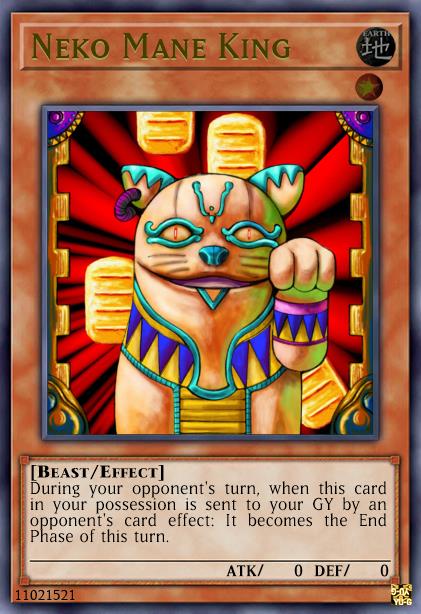 NEKO MANE KING
EARTH
地
[BEAST/EFFECT]
During your opponent's turn, when this card
in your possession is sent to your GY by an
opponent's card effect: It becomes the End
Phase of this turn.
ATK/ 0 DEF/ 0
11021521